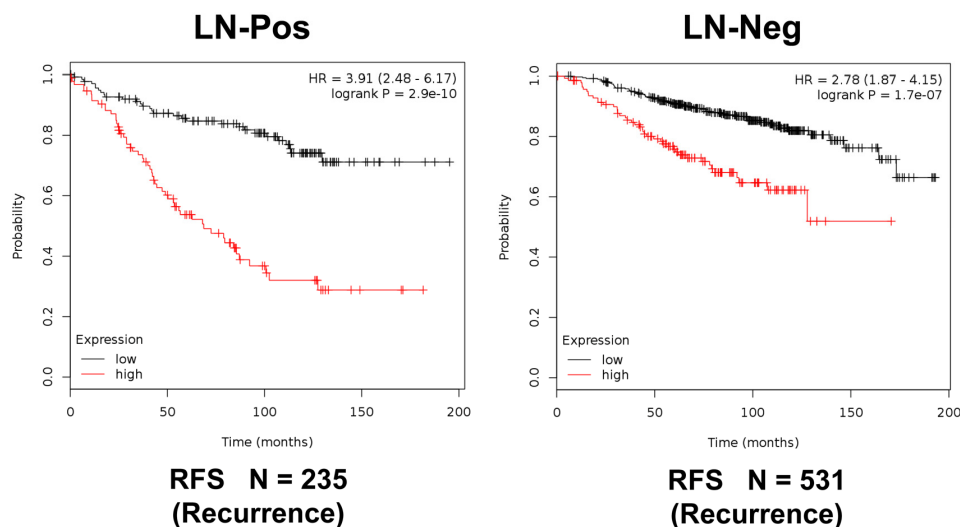 LN-Pos
HR = 3.91 (2.48 - 6.17)
logrank P = 2.9e-10
Probability
1.0
0.8
0.6
0.4
0.2
0.0
Expression
low
high
0 50 100 150 200
Time (months)
RFS N = 235
(Recurrence)
LN-Neg
HR = 2.78 (1.87 - 4.15)
logrank P = 1.7e-07
Probability
1.0
0.8
0.6
0.4
0.2
0.0
Expression
low
high
0 50 100 150 200
Time (months)
RFS N = 531
(Recurrence)